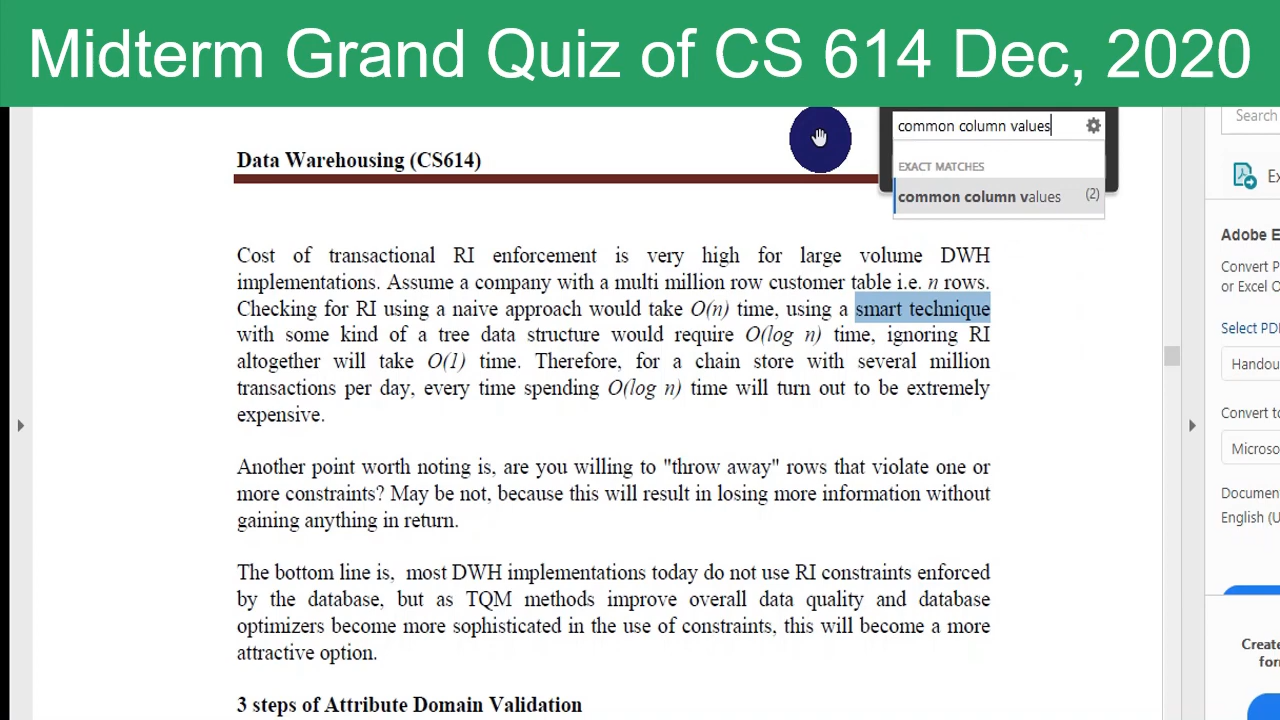 Midterm Grand Quiz of CS 614 Dec, 2020
common column values
Search
EXACT MATCHES
common column values (2)
Data Warehousing (CS614)
Cost of transactional RI enforcement is very high for large volume DWH
implementations. Assume a company with a multi million row customer table i.e. n rows.
Checking for RI using a naive approach would take O(n) time, using a smart technique
with some kind of a tree data structure would require O(log n) time, ignoring RI
altogether will take O(1) time. Therefore, for a chain store with several million
transactions per day, every time spending O(log n) time will turn out to be extremely
expensive.
Another point worth noting is, are you willing to "throw away" rows that violate one or
more constraints? May be not, because this will result in losing more information without
gaining anything in return.
The bottom line is, most DWH implementations today do not use RI constraints enforced
by the database, but as TQM methods improve overall data quality and database
optimizers become more sophisticated in the use of constraints, this will become a more
attractive option.
3 steps of Attribute Domain Validation
Ex
Adobe E
Convert P
or Excel O
Select PD
Handou
Convert to
Microso
Documen
English (U
Create
for